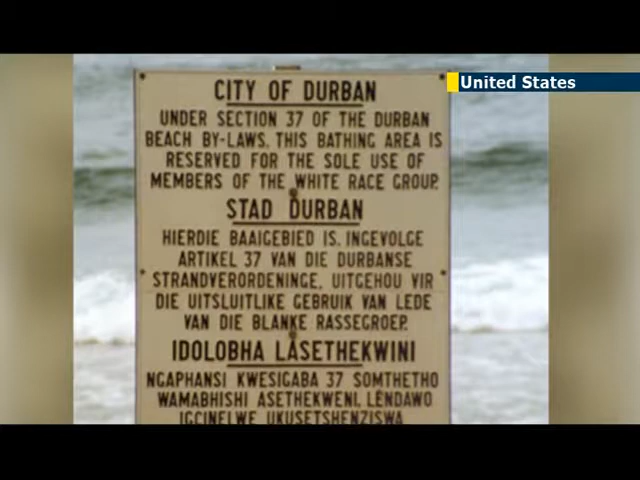 United States
CITY OF DURBAN
UNDER SECTION 37 OF THE DURBAN
BEACH BY-LAWS, THIS BATHING AREA IS
RESERVED FOR THE SOLE USE OF
MEMBERS OF THE WHITE RACE GROUP.
STAD DURBAN
HIERDIE BAAIGEBIED IS, INGEVOLGE
ARTIKEL 37 VAN DIE DURBANSE
STRANDVERORDENINGE, UITGEHOU VIR
DIE UITSLUITLIKE GEBRUIK VAN LEDE
VAN DIE BLANKE RASSEGROEP.
IDOLOBHA LASETHEKWINI
NGAPHANSI KWESIGABA 37 SOMTHETHO
WAMABHISHI ASETHEKWENI, LENDAWO
IGCINELWE UKUSETSHENZISWA